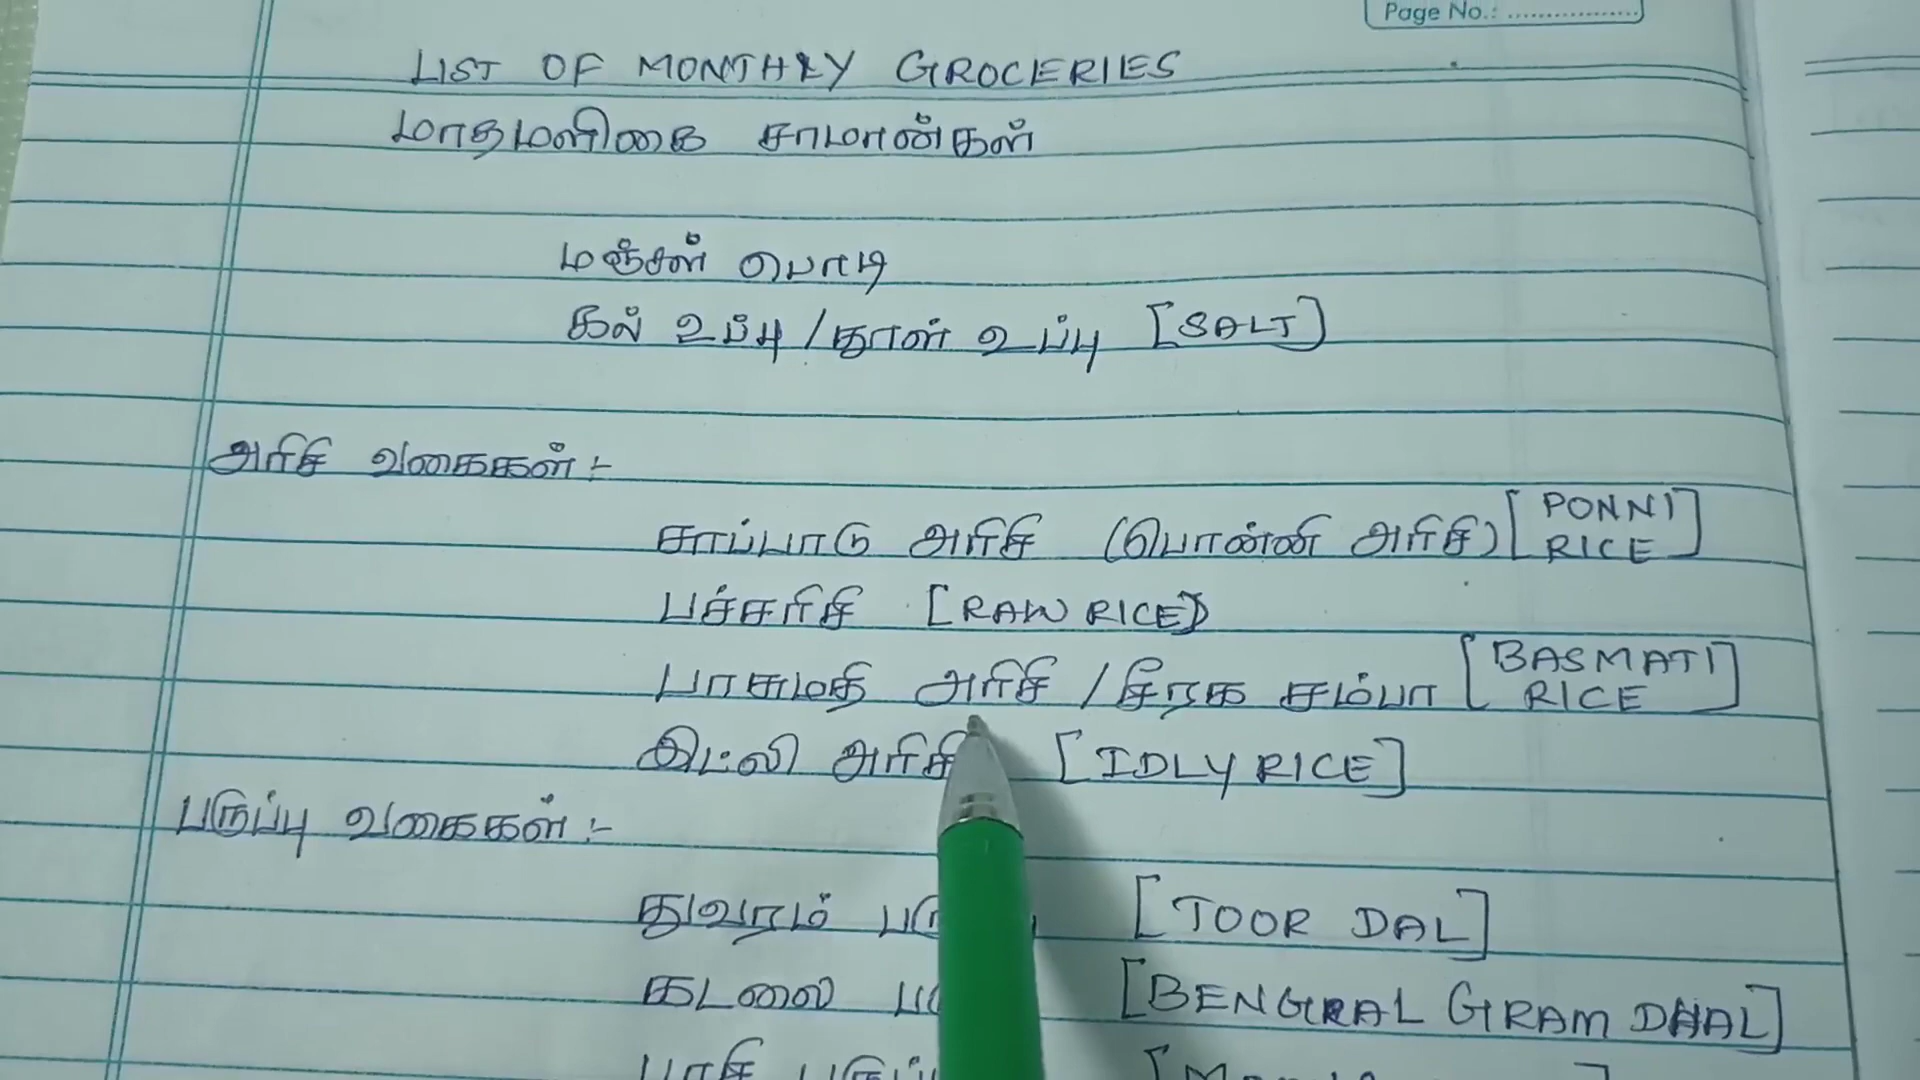 Page No.: ..................
LIST OF MONTHLY GROCERIES
மாதமளிகை சாமான்கள்
மஞ்சள் பொடி
கல் உப்பு / தூள் உப்பு [SALT]
அரிசி வகைகள் :-
சாப்பாடு அரிசி (பொன்னி அரிசி) [PONNI RICE]
பச்சரிசி [RAW RICE]
பாசுமதி அரிசி / சீரக சம்பா [BASMATI RICE]
இட்லி அரிசி [IDLY RICE]
பருப்பு வகைகள் :-
துவரம் [TOOR DAL]
கடலை [BENGAL GRAM DHAL]
பாசி